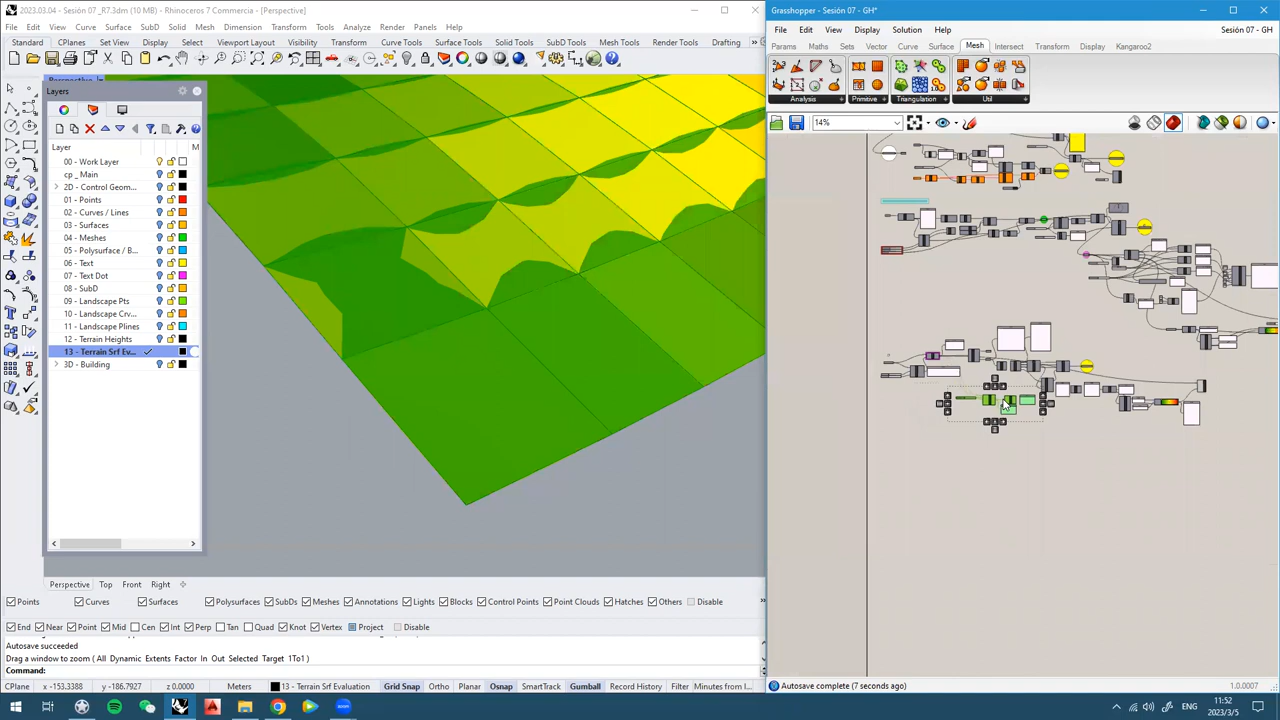 2023.03.04 - Sesión 07_R7.3dm (10 MB) - [Perspective]
File Edit View Curve Surface SubD Solid Mesh Dimension Transform Tools Analyze Render Panels Help
Standard CPlanes Set View Display Select Viewport Layout Visibility Transform Curve Tools Surface Tools Solid Tools SubD Tools Mesh Tools Render Tools Drafting
Perspective
Layers
Layer M
00 - Work Layer
cp _ Main
2D - Control Geom...
01 - Points
02 - Curves / Lines
03 - Surfaces
04 - Meshes
05 - Polysurface / B...
06 - Text
07 - Text Dot
08 - SubD
09 - Landscape Pts
10 - Landscape Crv...
11 - Landscape Plines
12 - Terrain Heights
13 - Terrain Srf Ev...
3D - Building
Perspective Top Front Right
Points Curves Surfaces Polysurfaces SubDs Meshes Annotations Lights Blocks Control Points Point Clouds Hatches Others Disable
End Near Point Mid Cen Int Perp Tan Quad Knot Vertex Project Disable
Autosave succeeded
Drag a window to zoom ( All Dynamic Extents Factor In Out Selected Target 1To1 )
Command:
CPlane x -153.3388 y -186.7927 z 0.0000 Meters 13 - Terrain Srf Evaluation Grid Snap Ortho Planar Osnap SmartTrack Gumball Record History Filter Minutes from l...
Grasshopper - Sesión 07 - GH*
File Edit View Display Solution Help Sesión 07 - GH
Params Maths Sets Vector Curve Surface Mesh Intersect Transform Display Kangaroo2
Analysis Primitive Triangulation Util
14%
Autosave complete (7 seconds ago) 1.0.0007
ENG 11:52
2023/3/5